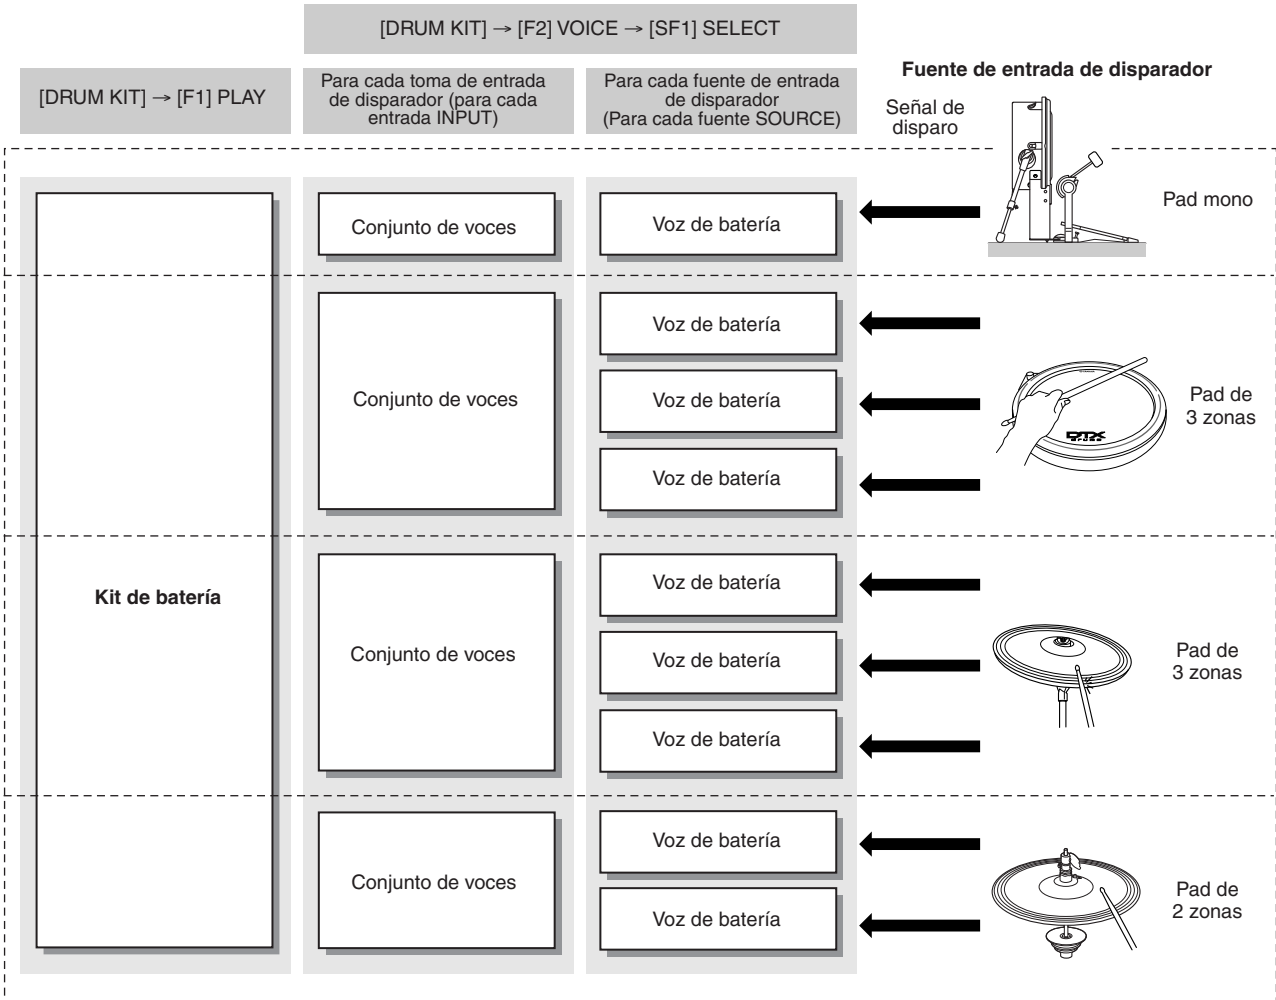 [DRUM KIT] → [F2] VOICE → [SF1] SELECT
[DRUM KIT] → [F1] PLAY
Para cada toma de entrada
de disparador (para cada
entrada INPUT)
Para cada fuente de entrada
de disparador
(Para cada fuente SOURCE)
Fuente de entrada de disparador
Señal de
disparo
Kit de batería
Conjunto de voces
Voz de batería
Pad mono
Conjunto de voces
Voz de batería
Voz de batería
Voz de batería
DTX
Pad de
3 zonas
Conjunto de voces
Voz de batería
Voz de batería
Voz de batería
Pad de
3 zonas
Conjunto de voces
Voz de batería
Voz de batería
Pad de
2 zonas